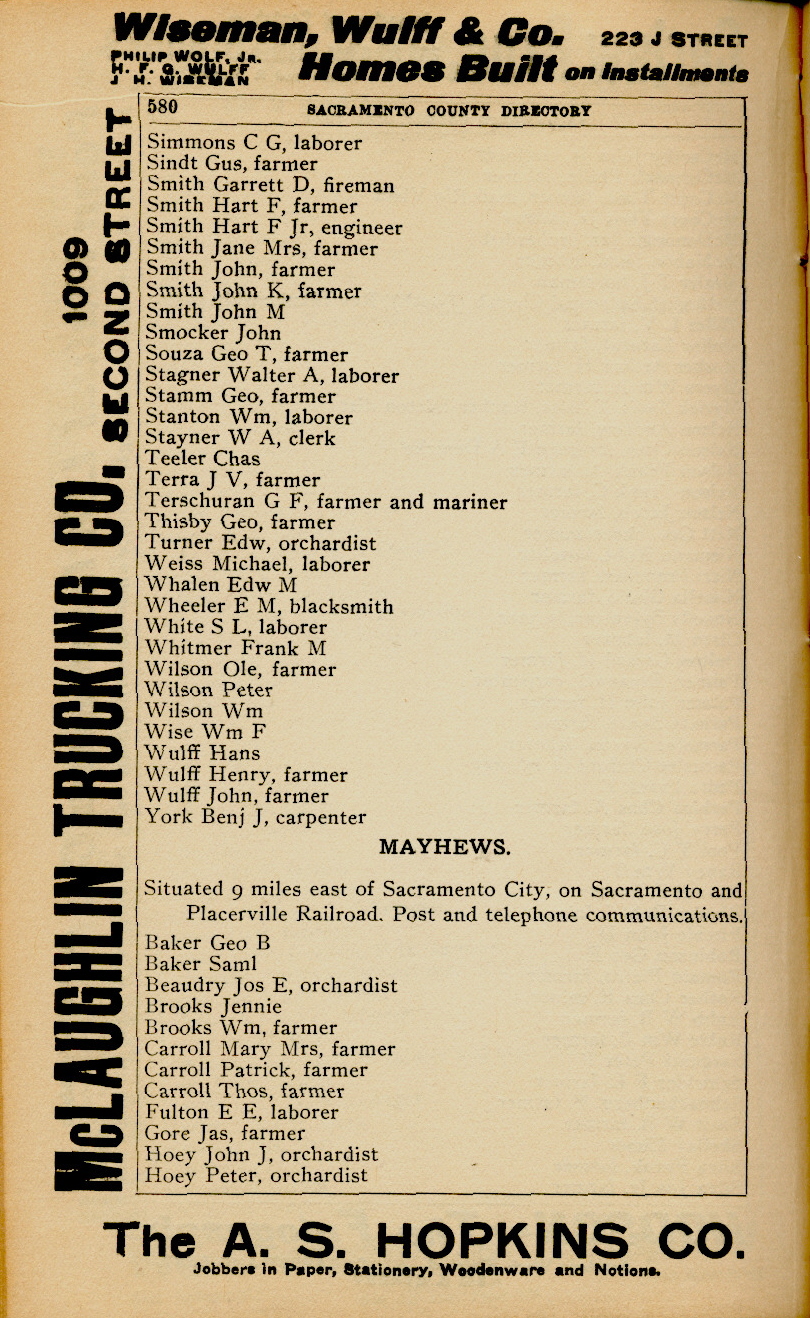 Wiseman, Wulff & Co. 223 J STREET
PHILIP WOLF, JR.
H. F. G. WULFF
J H. WISEMAN
Homes Built on Installments
580 SACRAMENTO COUNTY DIRECTORY
Simmons C G, laborer
Sindt Gus, farmer
Smith Garrett D, fireman
Smith Hart F, farmer
Smith Hart F Jr, engineer
Smith Jane Mrs, farmer
Smith John, farmer
Smith John K, farmer
Smith John M
Smocker John
Souza Geo T, farmer
Stagner Walter A, laborer
Stamm Geo, farmer
Stanton Wm, laborer
Stayner W A, clerk
Teeler Chas
Terra J V, farmer
Terschuran G F, farmer and mariner
Thisby Geo, farmer
Turner Edw, orchardist
Weiss Michael, laborer
Whalen Edw M
Wheeler E M, blacksmith
White S L, laborer
Whitmer Frank M
Wilson Ole, farmer
Wilson Peter
Wilson Wm
Wise Wm F
Wulff Hans
Wulff Henry, farmer
Wulff John, farmer
York Benj J, carpenter
MAYHEWS.
Situated 9 miles east of Sacramento City, on Sacramento and
Placerville Railroad. Post and telephone communications.
Baker Geo B
Baker Saml
Beaudry Jos E, orchardist
Brooks Jennie
Brooks Wm, farmer
Carroll Mary Mrs, farmer
Carroll Patrick, farmer
Carroll Thos, farmer
Fulton E E, laborer
Gore Jas, farmer
Hoey John J, orchardist
Hoey Peter, orchardist
McLAUGHLIN TRUCKING CO.
1009
SECOND STREET
The A. S. HOPKINS CO.
Jobbers in Paper, Stationery, Woodenware and Notions.